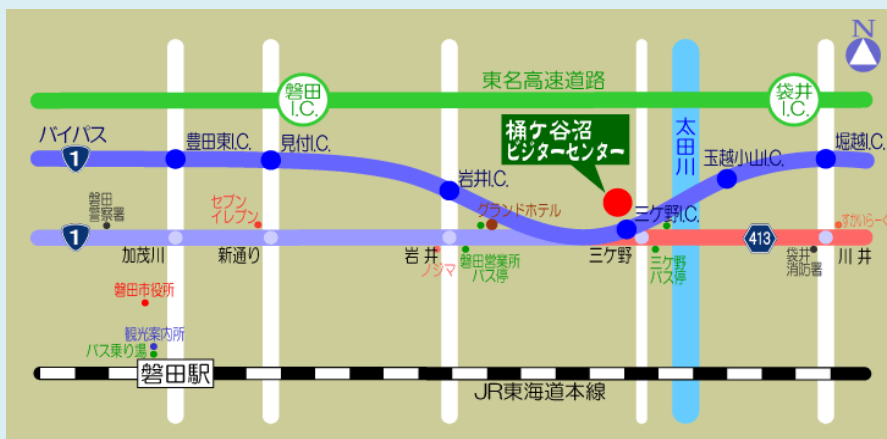 N
東名高速道路
磐田
I.C.
袋井
I.C.
バイパス
1
豊田東I.C.
見付I.C.
岩井I.C.
桶ケ谷沼
ビジターセンター
太田川
玉越小山I.C.
堀越I.C.
三ケ野I.C.
磐田
警察署
セブン
イレブン
グランドホテル
すかいらーく
1
413
加茂川
新通り
岩井
ノジマ
磐田営業所
バス停
三ケ野
三ケ野
バス停
袋井
消防署
川井
磐田市役所
観光案内所
バス乗り場
磐田駅
JR東海道本線